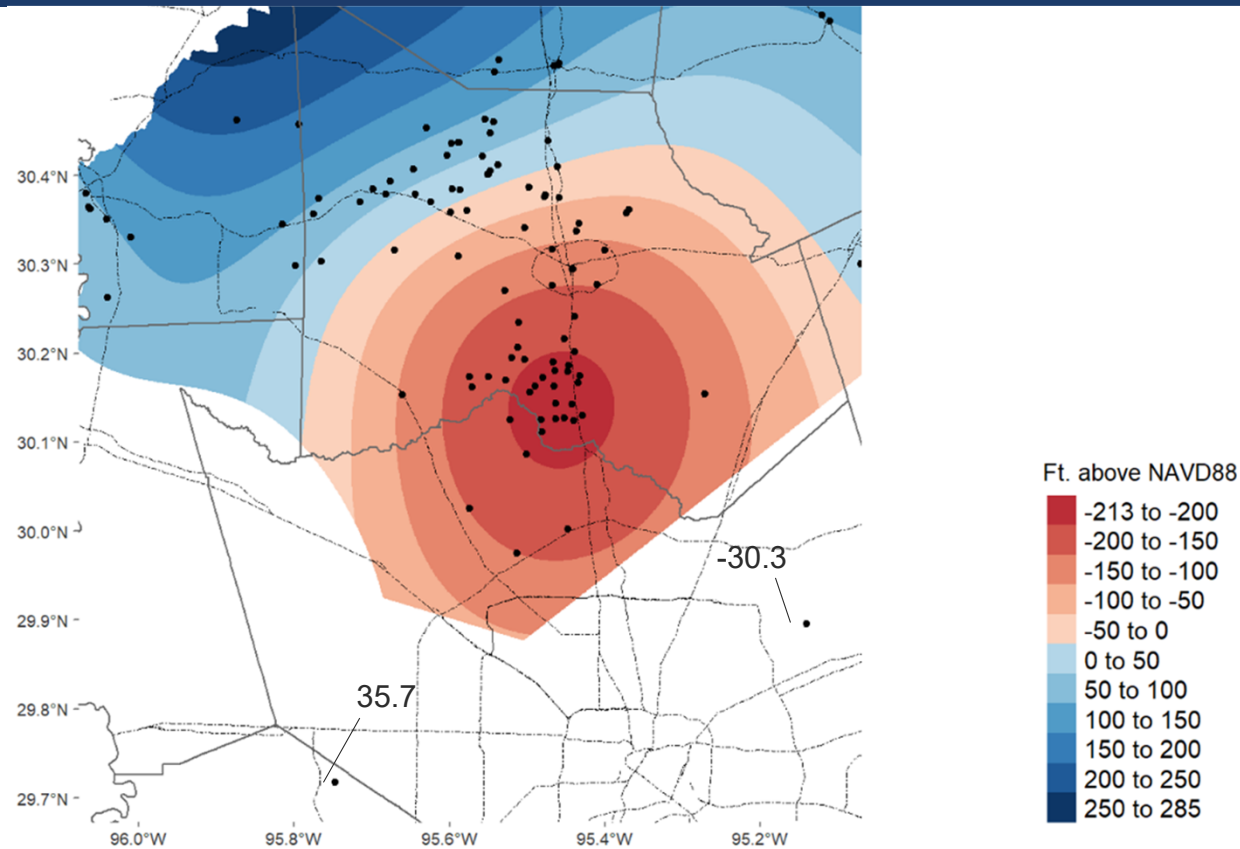 30.4°N
30.3°N
30.2°N
30.1°N
30.0°N
29.9°N
29.8°N
29.7°N
96.0°W 95.8°W 95.6°W 95.4°W 95.2°W
-30.3
35.7
Ft. above NAVD88
-213 to -200
-200 to -150
-150 to -100
-100 to -50
-50 to 0
0 to 50
50 to 100
100 to 150
150 to 200
200 to 250
250 to 285